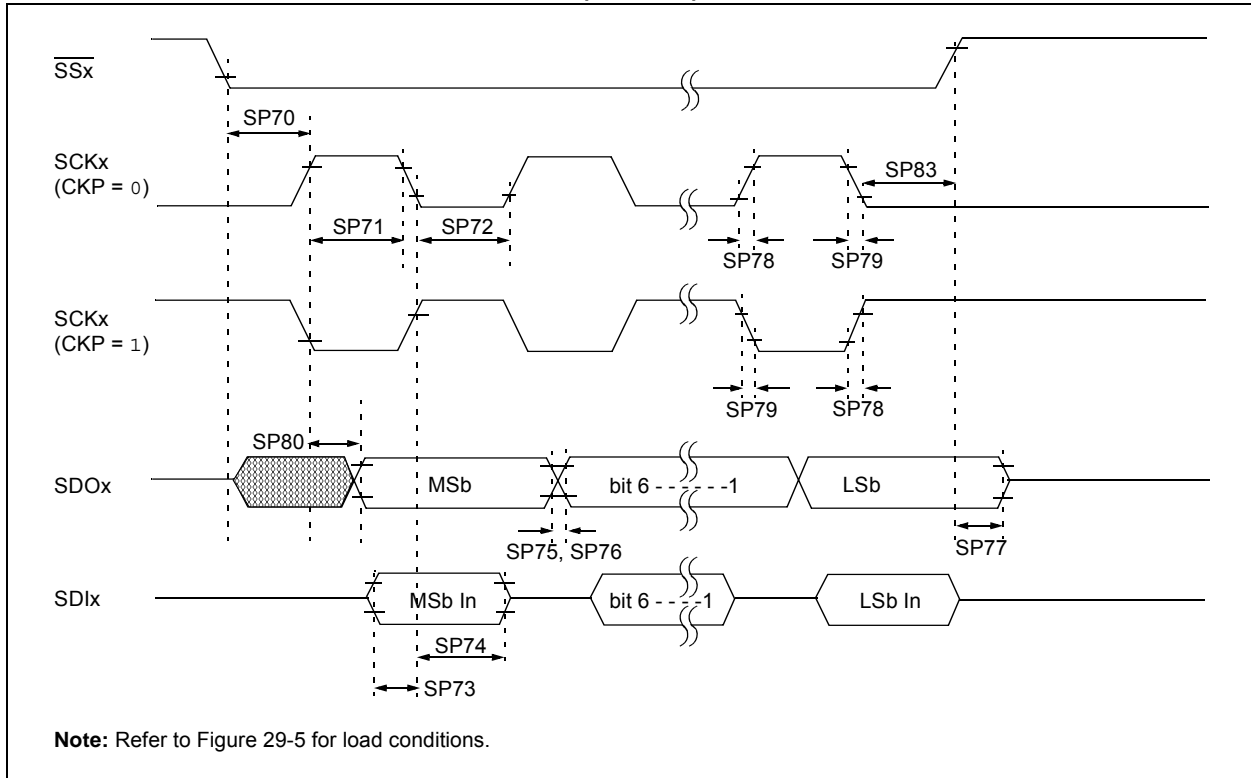 SSx
SP70
SCKx
(CKP = 0)
SP83
SP71
SP72
SP78
SP79
SCKx
(CKP = 1)
SP79
SP78
SP80
SDOx
MSb
bit 6 - - - - - -1
LSb
SP75, SP76
SP77
SDIx
MSb In
bit 6 - - - -1
LSb In
SP74
SP73
Note: Refer to Figure 29-5 for load conditions.